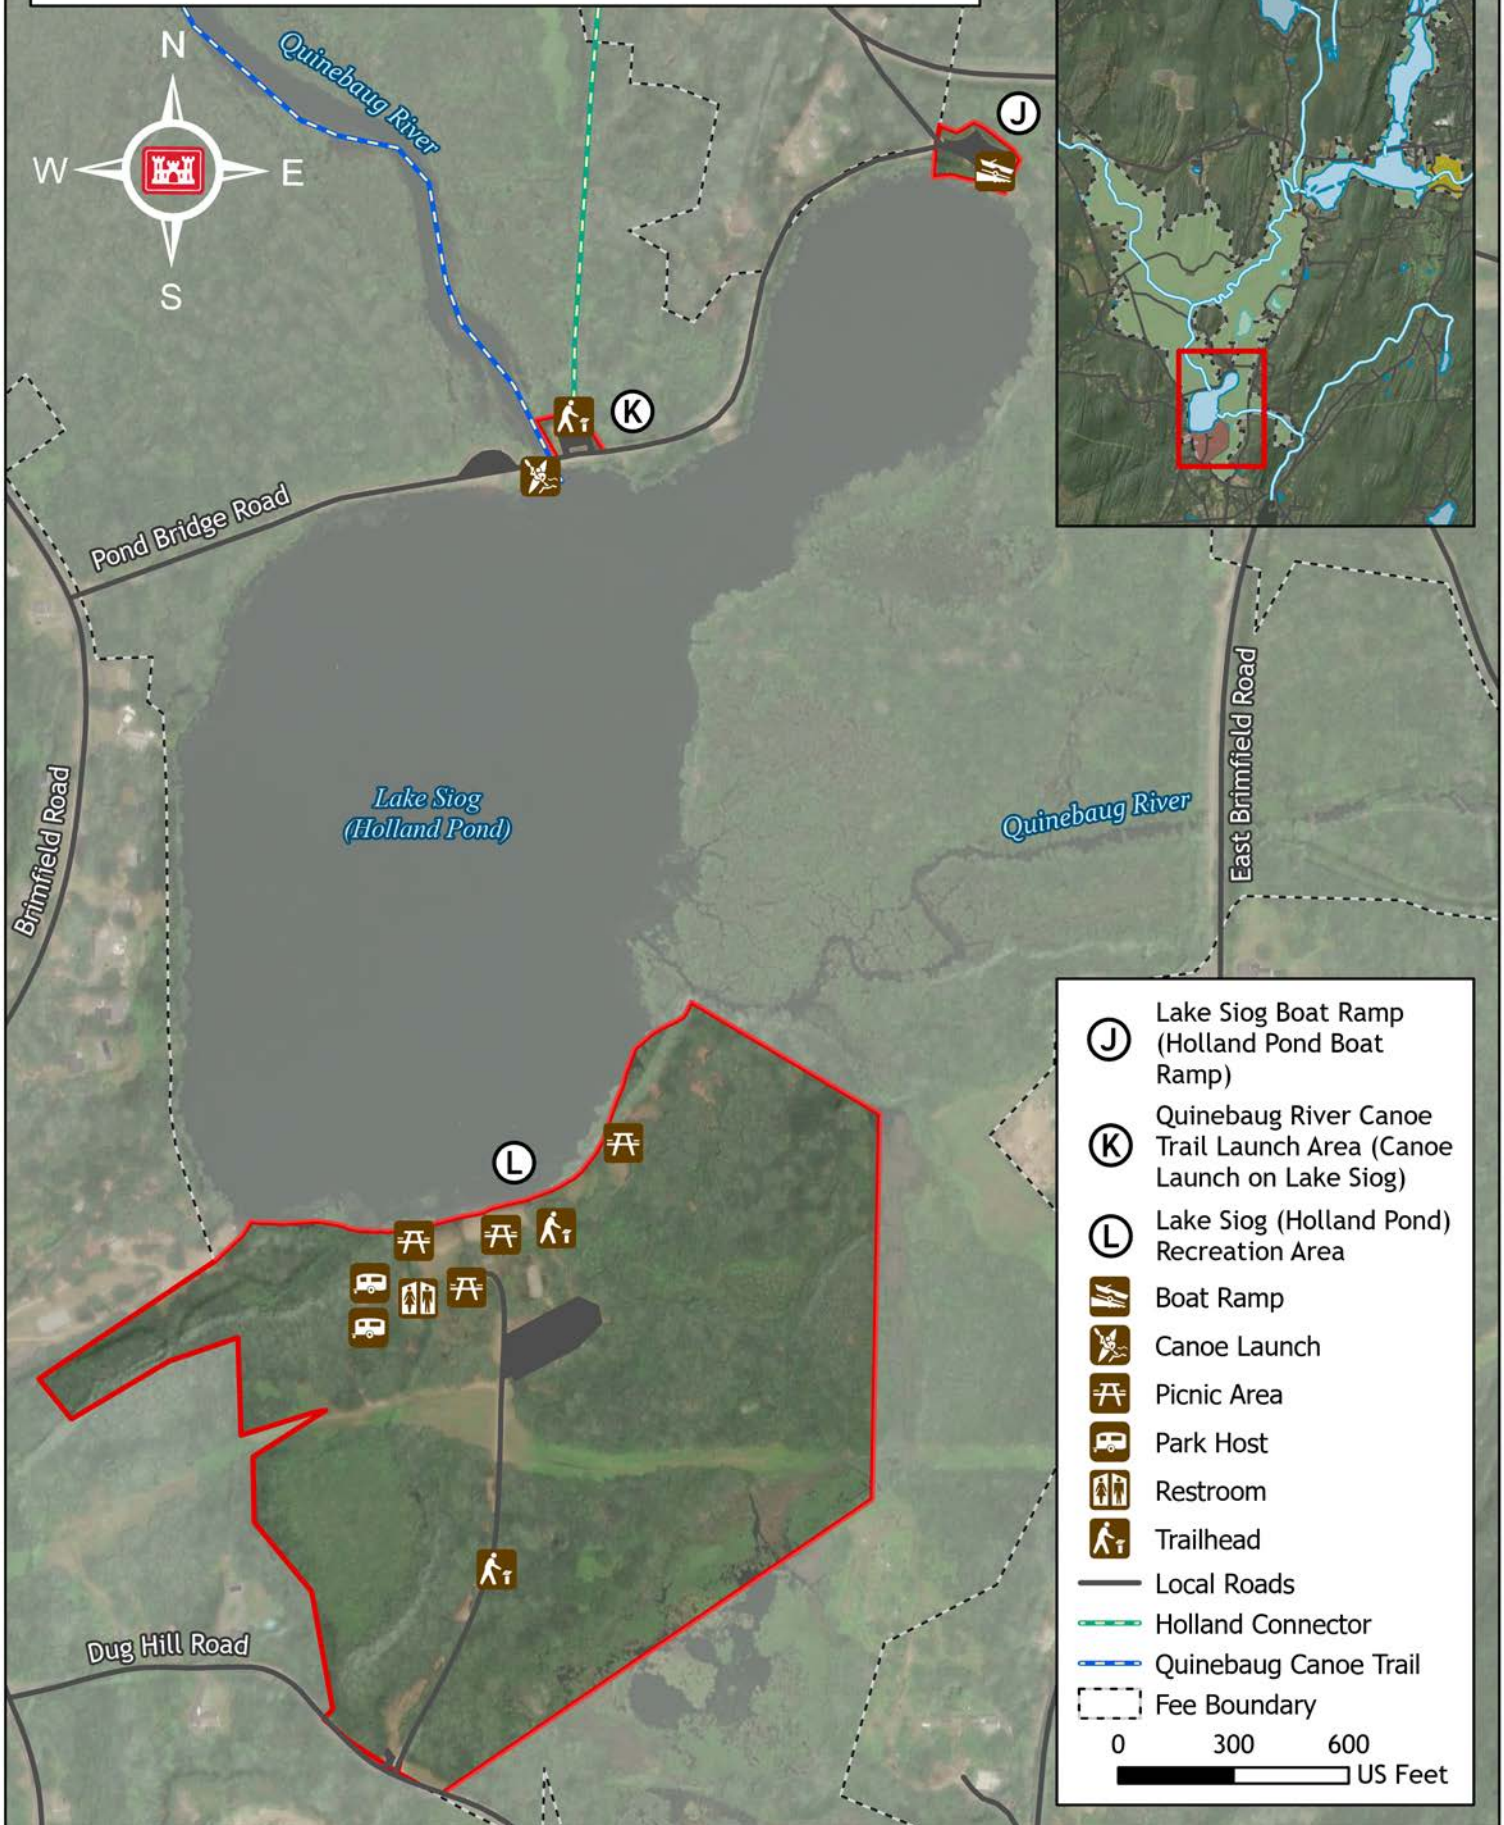 N
W
E
S
Quinebaug River
J
K
Pond Bridge Road
Brimfield Road
Lake Siog
(Holland Pond)
Quinebaug River
East Brimfield Road
L
Dug Hill Road
J
Lake Siog Boat Ramp
(Holland Pond Boat
Ramp)
K
Quinebaug River Canoe
Trail Launch Area (Canoe
Launch on Lake Siog)
L
Lake Siog (Holland Pond)
Recreation Area
Boat Ramp
Canoe Launch
Picnic Area
Park Host
Restroom
Trailhead
Local Roads
Holland Connector
Quinebaug Canoe Trail
Fee Boundary
0 300 600
US Feet